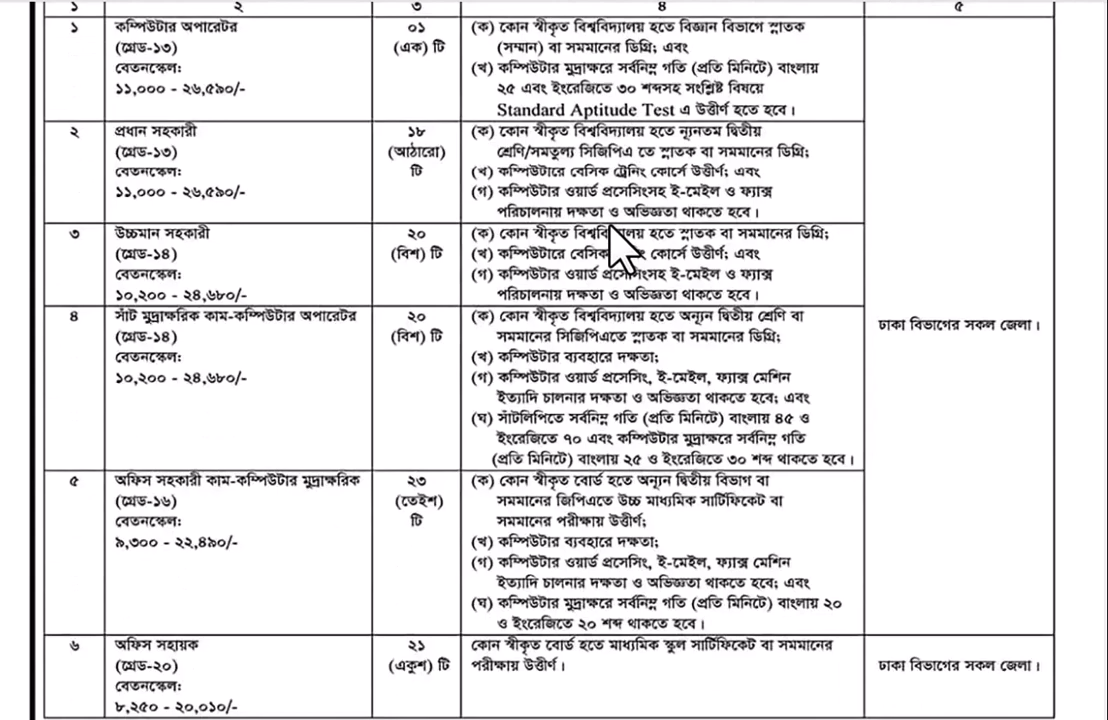 ১ ২ ৩ ৪ ৫
১ কম্পিউটার অপারেটর
(গ্রেড-১৩)
বেতনস্কেল:
১১,০০০ - ২৬,৫৯০/-
০১
(এক) টি
(ক) কোন স্বীকৃত বিশ্ববিদ্যালয় হতে বিজ্ঞান বিভাগে স্নাতক
(সম্মান) বা সমমানের ডিগ্রি; এবং
(খ) কম্পিউটার মুদ্রাক্ষরে সর্বনিম্ন গতি (প্রতি মিনিটে) বাংলায়
২৫ এবং ইংরেজিতে ৩০ শব্দসহ সংশ্লিষ্ট বিষয়ে
Standard Aptitude Test এ উত্তীর্ণ হতে হবে।
২ প্রধান সহকারী
(গ্রেড-১৩)
বেতনস্কেল:
১১,০০০ - ২৬,৫৯০/-
১৮
(আঠারো)
টি
(ক) কোন স্বীকৃত বিশ্ববিদ্যালয় হতে ন্যূনতম দ্বিতীয়
শ্রেণি/সমতুল্য সিজিপিএ তে স্নাতক বা সমমানের ডিগ্রি;
(খ) কম্পিউটারে বেসিক ট্রেনিং কোর্সে উত্তীর্ণ; এবং
(গ) কম্পিউটার ওয়ার্ড প্রসেসিংসহ ই-মেইল ও ফ্যাক্স
পরিচালনায় দক্ষতা ও অভিজ্ঞতা থাকতে হবে।
৩ উচ্চমান সহকারী
(গ্রেড-১৪)
বেতনস্কেল:
১০,২০০ - ২৪,৬৮০/-
২০
(বিশ) টি
(ক) কোন স্বীকৃত বিশ্ববিদ্যালয় হতে স্নাতক বা সমমানের ডিগ্রি;
(খ) কম্পিউটারে বেসিক কোর্সে উত্তীর্ণ; এবং
(গ) কম্পিউটার ওয়ার্ড প্রসেসিংসহ ই-মেইল ও ফ্যাক্স
পরিচালনায় দক্ষতা ও অভিজ্ঞতা থাকতে হবে।
৪ সাঁট মুদ্রাক্ষরিক কাম-কম্পিউটার অপারেটর
(গ্রেড-১৪)
বেতনস্কেল:
১০,২০০ - ২৪,৬৮০/-
২০
(বিশ) টি
(ক) কোন স্বীকৃত বিশ্ববিদ্যালয় হতে অন্যূন দ্বিতীয় শ্রেণি বা
সমমানের সিজিপিএতে স্নাতক বা সমমানের ডিগ্রি;
(খ) কম্পিউটার ব্যবহারে দক্ষতা;
(গ) কম্পিউটার ওয়ার্ড প্রসেসিং, ই-মেইল, ফ্যাক্স মেশিন
ইত্যাদি চালনার দক্ষতা ও অভিজ্ঞতা থাকতে হবে; এবং
(ঘ) সাঁটলিপিতে সর্বনিম্ন গতি (প্রতি মিনিটে) বাংলায় ৪৫ ও
ইংরেজিতে ৭০ এবং কম্পিউটার মুদ্রাক্ষরে সর্বনিম্ন গতি
(প্রতি মিনিটে) বাংলায় ২৫ ও ইংরেজিতে ৩০ শব্দ থাকতে হবে।
৫ অফিস সহকারী কাম-কম্পিউটার মুদ্রাক্ষরিক
(গ্রেড-১৬)
বেতনস্কেল:
৯,৩০০ - ২২,৪৯০/-
২৩
(তেইশ)
টি
(ক) কোন স্বীকৃত বোর্ড হতে অন্যূন দ্বিতীয় বিভাগ বা
সমমানের জিপিএতে উচ্চ মাধ্যমিক সার্টিফিকেট বা
সমমানের পরীক্ষায় উত্তীর্ণ;
(খ) কম্পিউটার ব্যবহারে দক্ষতা;
(গ) কম্পিউটার ওয়ার্ড প্রসেসিং, ই-মেইল, ফ্যাক্স মেশিন
ইত্যাদি চালনার দক্ষতা ও অভিজ্ঞতা থাকতে হবে; এবং
(ঘ) কম্পিউটার মুদ্রাক্ষরে সর্বনিম্ন গতি (প্রতি মিনিটে) বাংলায় ২০
ও ইংরেজিতে ২০ শব্দ থাকতে হবে।
ঢাকা বিভাগের সকল জেলা।
৬ অফিস সহায়ক
(গ্রেড-২০)
বেতনস্কেল:
৮,২৫০ - ২০,০১০/-
২১
(একুশ) টি
কোন স্বীকৃত বোর্ড হতে মাধ্যমিক স্কুল সার্টিফিকেট বা সমমানের
পরীক্ষায় উত্তীর্ণ।
ঢাকা বিভাগের সকল জেলা।